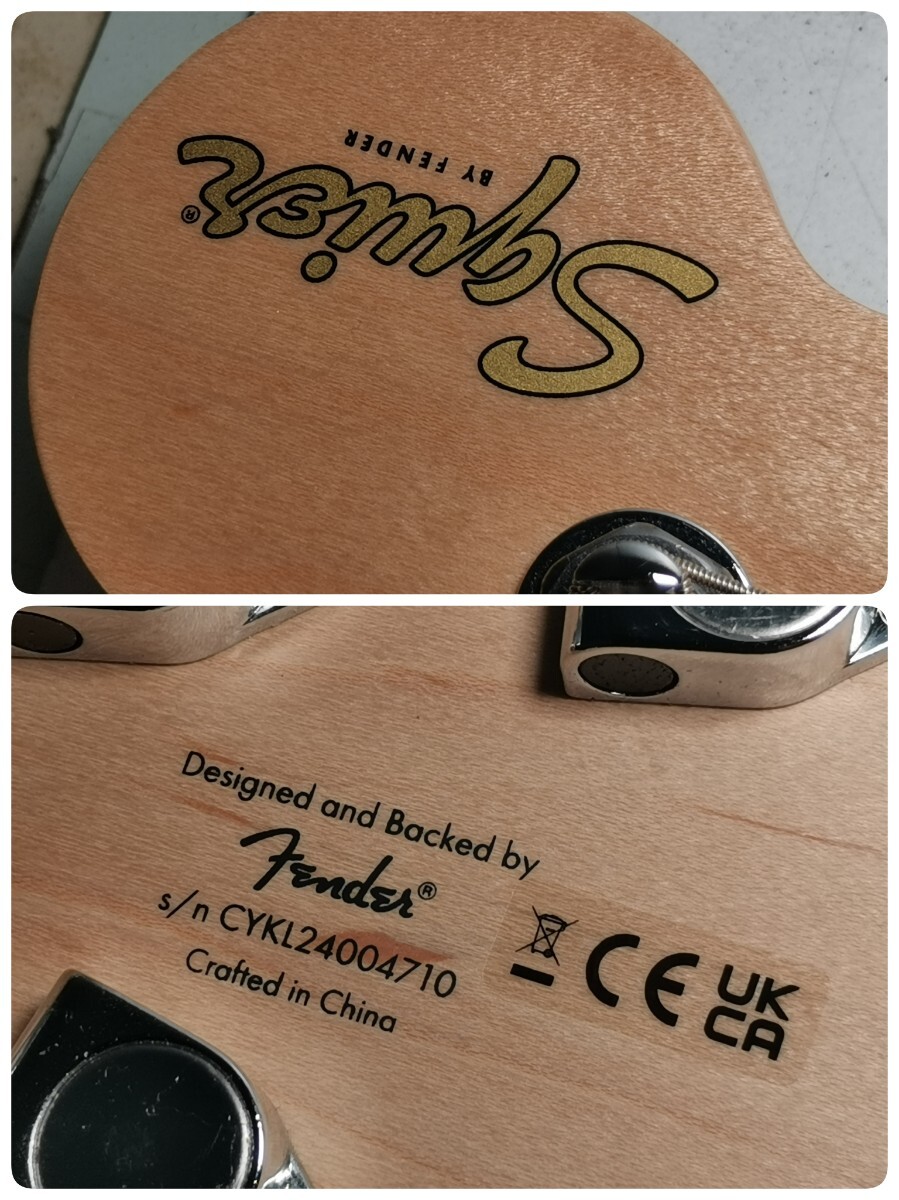 Squier®
BY FENDER
Designed and Backed by
Fender®
s/n CYKL24004710
Crafted in China
CE
UK
CA